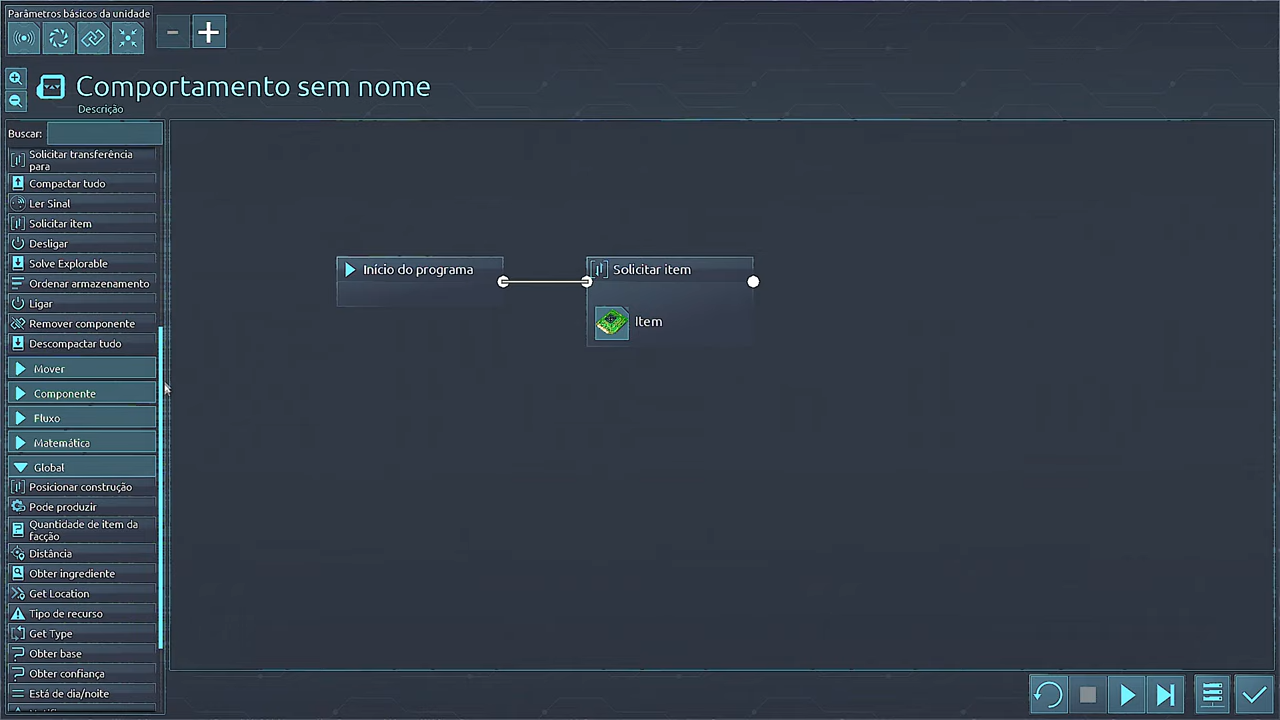 Parâmetros básicos da unidade
Comportamento sem nome
Descrição
Buscar:
Solicitar transferência
para
Compactar tudo
Ler Sinal
Solicitar item
Desligar
Solve Explorable
Ordenar armazenamento
Ligar
Remover componente
Descompactar tudo
Mover
Componente
Fluxo
Matemática
Global
Posicionar construção
Pode produzir
Quantidade de item da
facção
Distância
Obter ingrediente
Get Location
Tipo de recurso
Get Type
Obter base
Obter confiança
Está de dia/noite
Início do programa
Solicitar item
Item